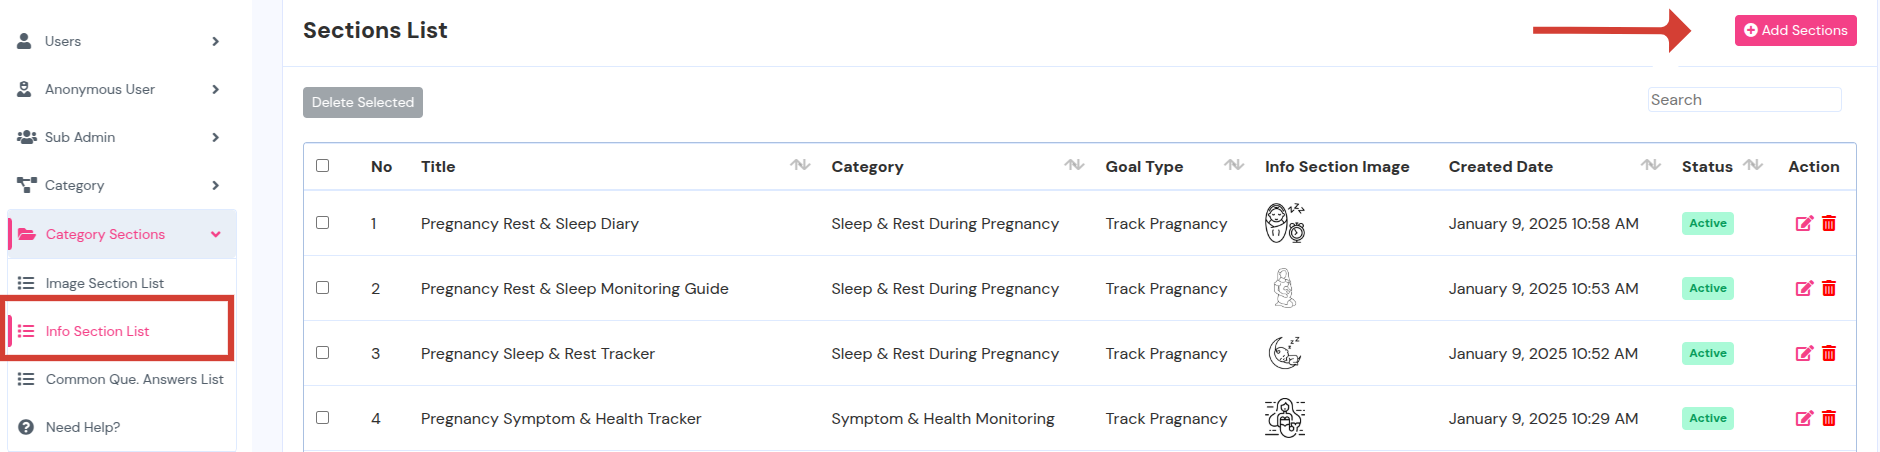 Users
Anonymous User
Sub Admin
Category
Category Sections
Image Section List
Info Section List
Common Que. Answers List
Need Help?
Sections List
Add Sections
Delete Selected
Search
No Title Category Goal Type Info Section Image Created Date Status Action
1 Pregnancy Rest & Sleep Diary Sleep & Rest During Pregnancy Track Pragnancy January 9, 2025 10:58 AM Active
2 Pregnancy Rest & Sleep Monitoring Guide Sleep & Rest During Pregnancy Track Pragnancy January 9, 2025 10:53 AM Active
3 Pregnancy Sleep & Rest Tracker Sleep & Rest During Pregnancy Track Pragnancy January 9, 2025 10:52 AM Active
4 Pregnancy Symptom & Health Tracker Symptom & Health Monitoring Track Pragnancy January 9, 2025 10:29 AM Active